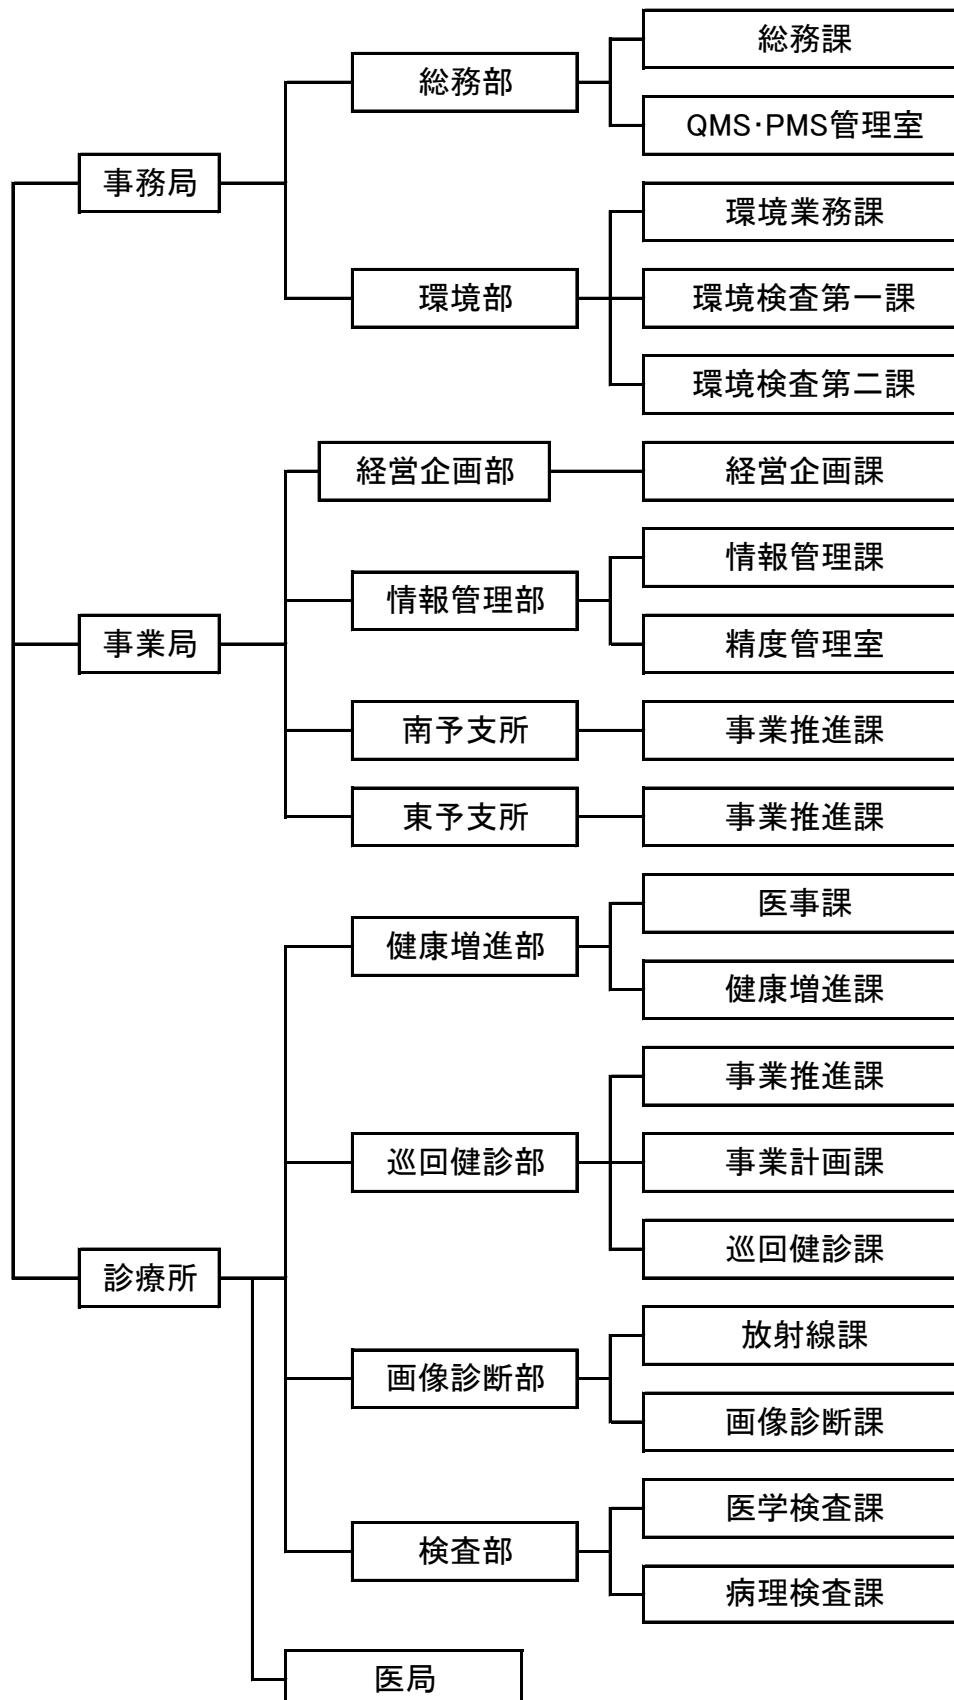 総務課
総務部
QMS･PMS管理室
事務局
環境業務課
環境部
環境検査第一課
環境検査第二課
経営企画部
経営企画課
情報管理課
情報管理部
事業局
精度管理室
南予支所
事業推進課
東予支所
事業推進課
医事課
健康増進部
健康増進課
事業推進課
巡回健診部
事業計画課
巡回健診課
診療所
放射線課
画像診断部
画像診断課
医学検査課
検査部
病理検査課
医局